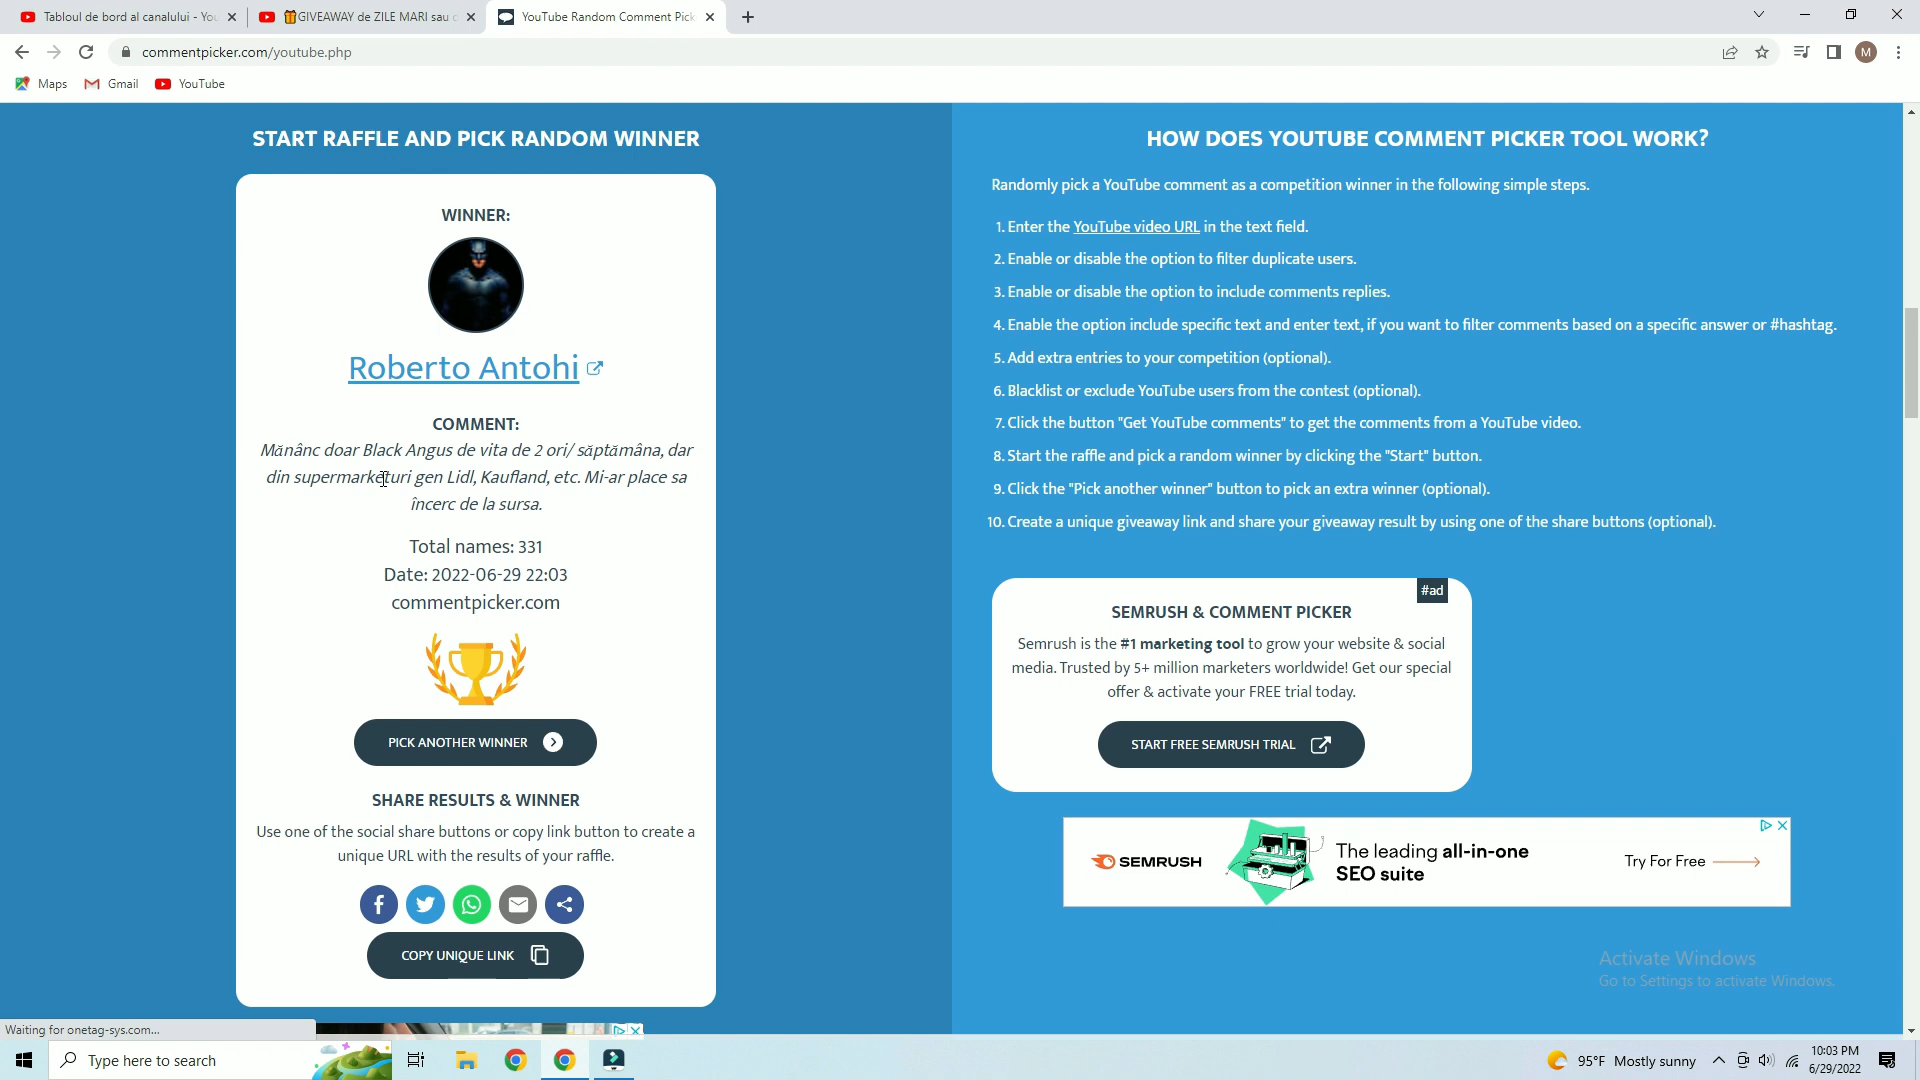 Tabloul de bord al canalului - You
GIVEAWAY de ZILE MARI sau c
YouTube Random Comment Pick
commentpicker.com/youtube.php
M
Maps
Gmail
YouTube
START RAFFLE AND PICK RANDOM WINNER
WINNER:
Roberto Antohi
COMMENT:
Mănânc doar Black Angus de vita de 2 ori/ săptămâna, dar
din supermarketuri gen Lidl, Kaufland, etc. Mi-ar place sa
încerc de la sursa.
Total names: 331
Date: 2022-06-29 22:03
commentpicker.com
PICK ANOTHER WINNER
SHARE RESULTS & WINNER
Use one of the social share buttons or copy link button to create a
unique URL with the results of your raffle.
COPY UNIQUE LINK
HOW DOES YOUTUBE COMMENT PICKER TOOL WORK?
Randomly pick a YouTube comment as a competition winner in the following simple steps.
1. Enter the YouTube video URL in the text field.
2. Enable or disable the option to filter duplicate users.
3. Enable or disable the option to include comments replies.
4. Enable the option include specific text and enter text, if you want to filter comments based on a specific answer or #hashtag.
5. Add extra entries to your competition (optional).
6. Blacklist or exclude YouTube users from the contest (optional).
7. Click the button "Get YouTube comments" to get the comments from a YouTube video.
8. Start the raffle and pick a random winner by clicking the "Start" button.
9. Click the "Pick another winner" button to pick an extra winner (optional).
10. Create a unique giveaway link and share your giveaway result by using one of the share buttons (optional).
#ad
SEMRUSH & COMMENT PICKER
Semrush is the #1 marketing tool to grow your website & social
media. Trusted by 5+ million marketers worldwide! Get our special
offer & activate your FREE trial today.
START FREE SEMRUSH TRIAL
SEMRUSH
The leading all-in-one
SEO suite
Try For Free
Activate Windows
Go to Settings to activate Windows.
Waiting for onetag-sys.com...
Type here to search
95°F Mostly sunny
10:03 PM
6/29/2022